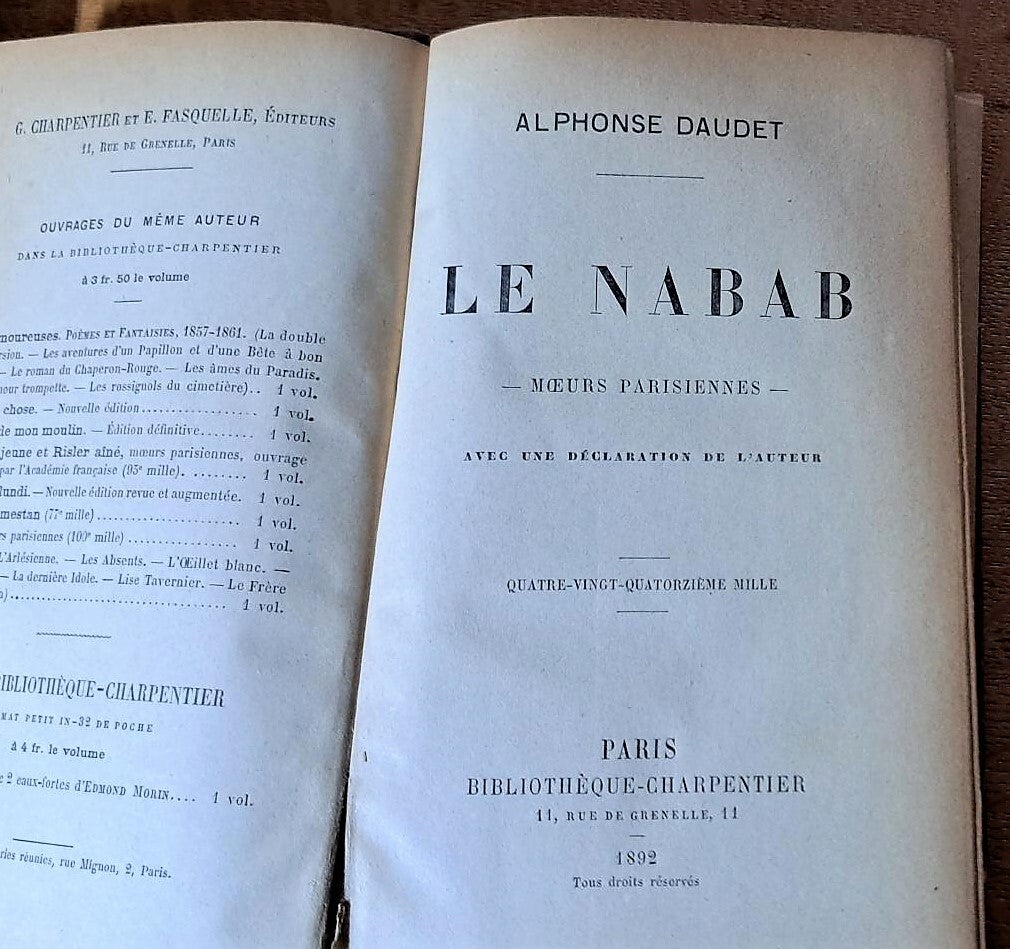 G. CHARPENTIER ET E. FASQUELLE, ÉDITEURS
11, RUE DE GRENELLE, PARIS
OUVRAGES DU MÊME AUTEUR
DANS LA BIBLIOTHÈQUE-CHARPENTIER
à 3 fr. 50 le volume
moureuses. POÈMES ET FANTAISIES, 1857-1861. (La double
rsion. — Les aventures d'un Papillon et d'une Bête à bon
— Le roman du Chaperon-Rouge. — Les âmes du Paradis.
our trompette. — Les rossignols du cimetière).. 1 vol.
chose. — Nouvelle édition.................. 1 vol.
de mon moulin. — Édition définitive........ 1 vol.
jeune et Risler aîné, mœurs parisiennes, ouvrage
par l'Académie française (95e mille). ........ 1 vol.
lundi. — Nouvelle édition revue et augmentée. 1 vol.
mestan (77e mille)...................... 1 vol.
s parisiennes (100e mille)................. 1 vol.
L'Arlésienne. — Les Absents. — L'Œillet blanc. —
— La dernière Idole. — Lise Tavernier. — Le Frère
)................................. 1 vol.
BIBLIOTHÈQUE-CHARPENTIER
MAT PETIT IN-32 DE POCHE
à 4 fr. le volume
2 eaux-fortes d'EDMOND MORIN.... 1 vol.
ries réunies, rue Mignon, 2, Paris.
ALPHONSE DAUDET
LE NABAB
— MŒURS PARISIENNES —
AVEC UNE DÉCLARATION DE L'AUTEUR
QUATRE-VINGT-QUATORZIÈME MILLE
PARIS
BIBLIOTHÈQUE-CHARPENTIER
11, RUE DE GRENELLE, 11
1892
Tous droits réservés